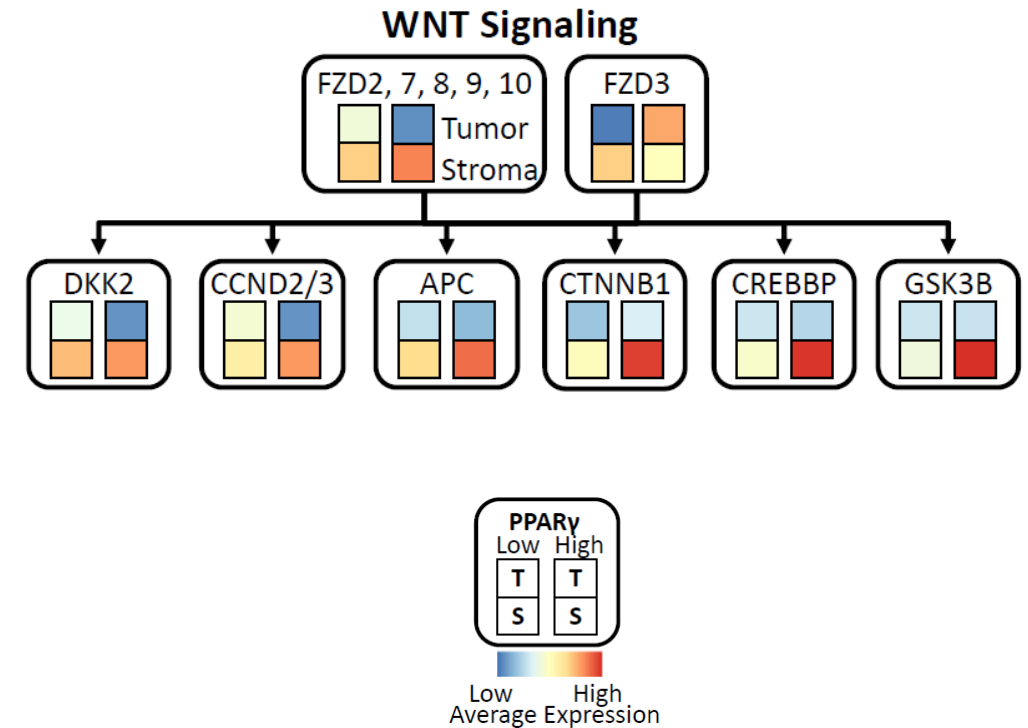 WNT Signaling
FZD2, 7, 8, 9, 10
Tumor
Stroma
FZD3
DKK2
CCND2/3
APC
CTNNB1
CREBBP
GSK3B
PPARγ
Low High
T T
S S
Low High
Average Expression